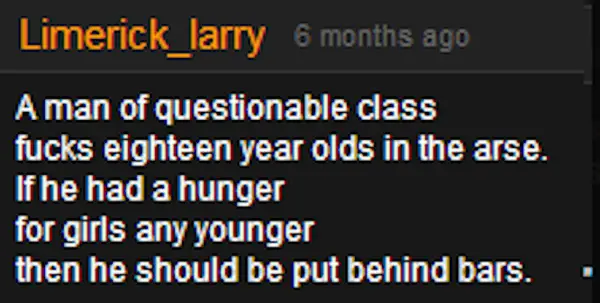 Limerick_larry 6 months ago
A man of questionable class
fucks eighteen year olds in the arse.
If he had a hunger
for girls any younger
then he should be put behind bars.